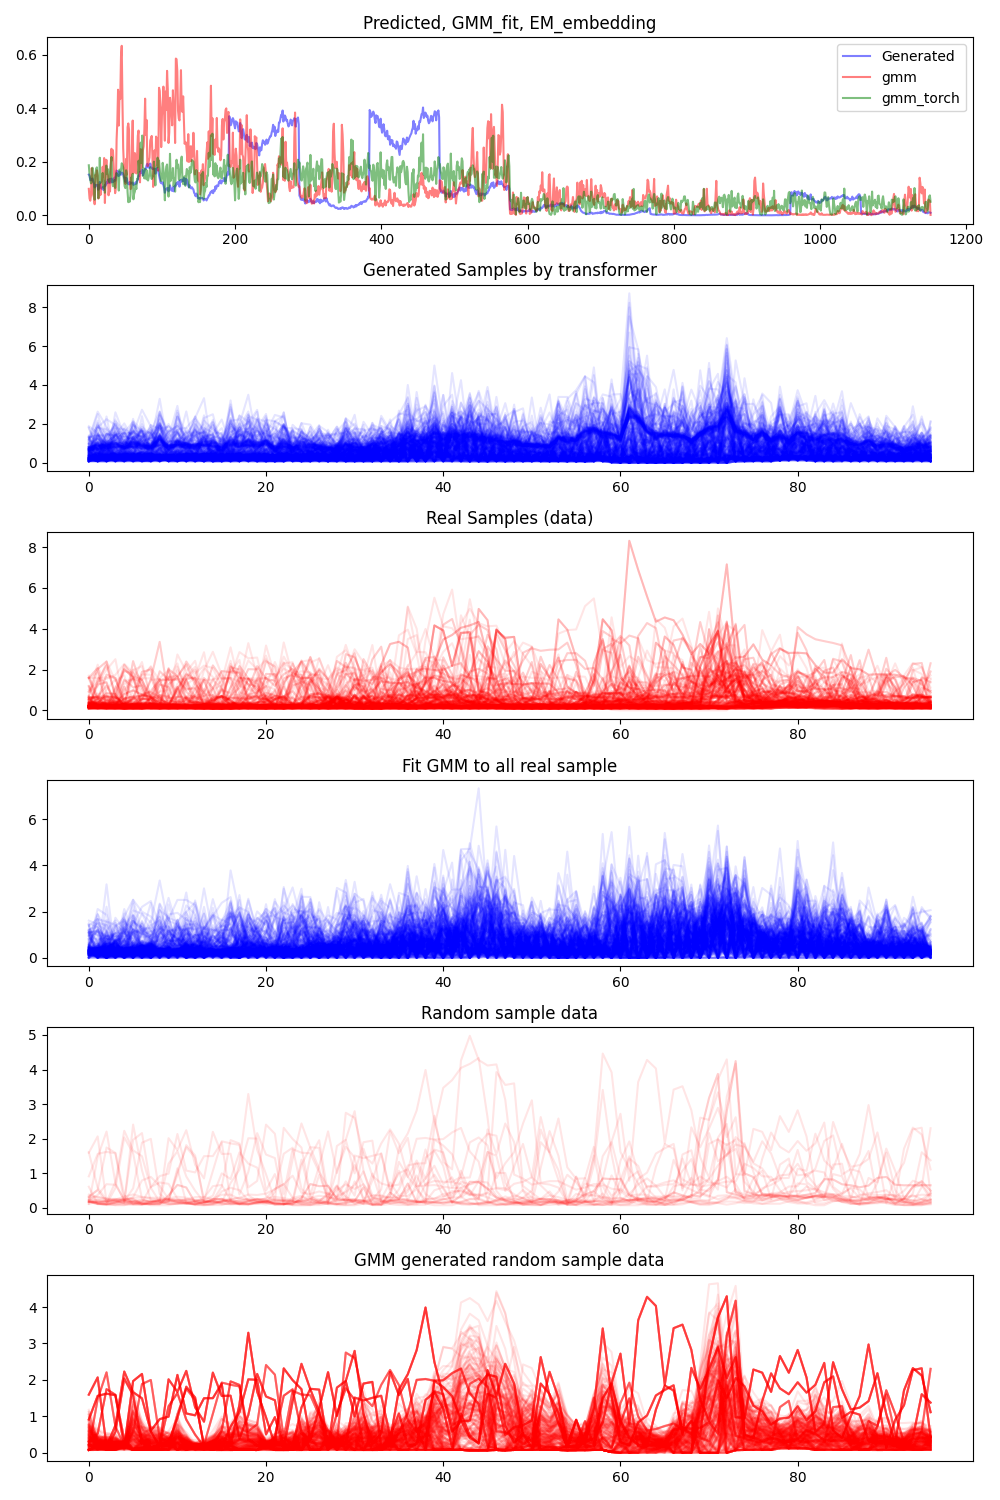 Predicted, GMM_fit, EM_embedding
0.6
0.4
0.2
0.0
Generated
gmm
gmm_torch
0 200 400 600 800 1000 1200
Generated Samples by transformer
8
6
4
2
0
0 20 40 60 80
Real Samples (data)
8
6
4
2
0
0 20 40 60 80
Fit GMM to all real sample
6
4
2
0
0 20 40 60 80
Random sample data
5
4
3
2
1
0
0 20 40 60 80
GMM generated random sample data
4
3
2
1
0
0 20 40 60 80